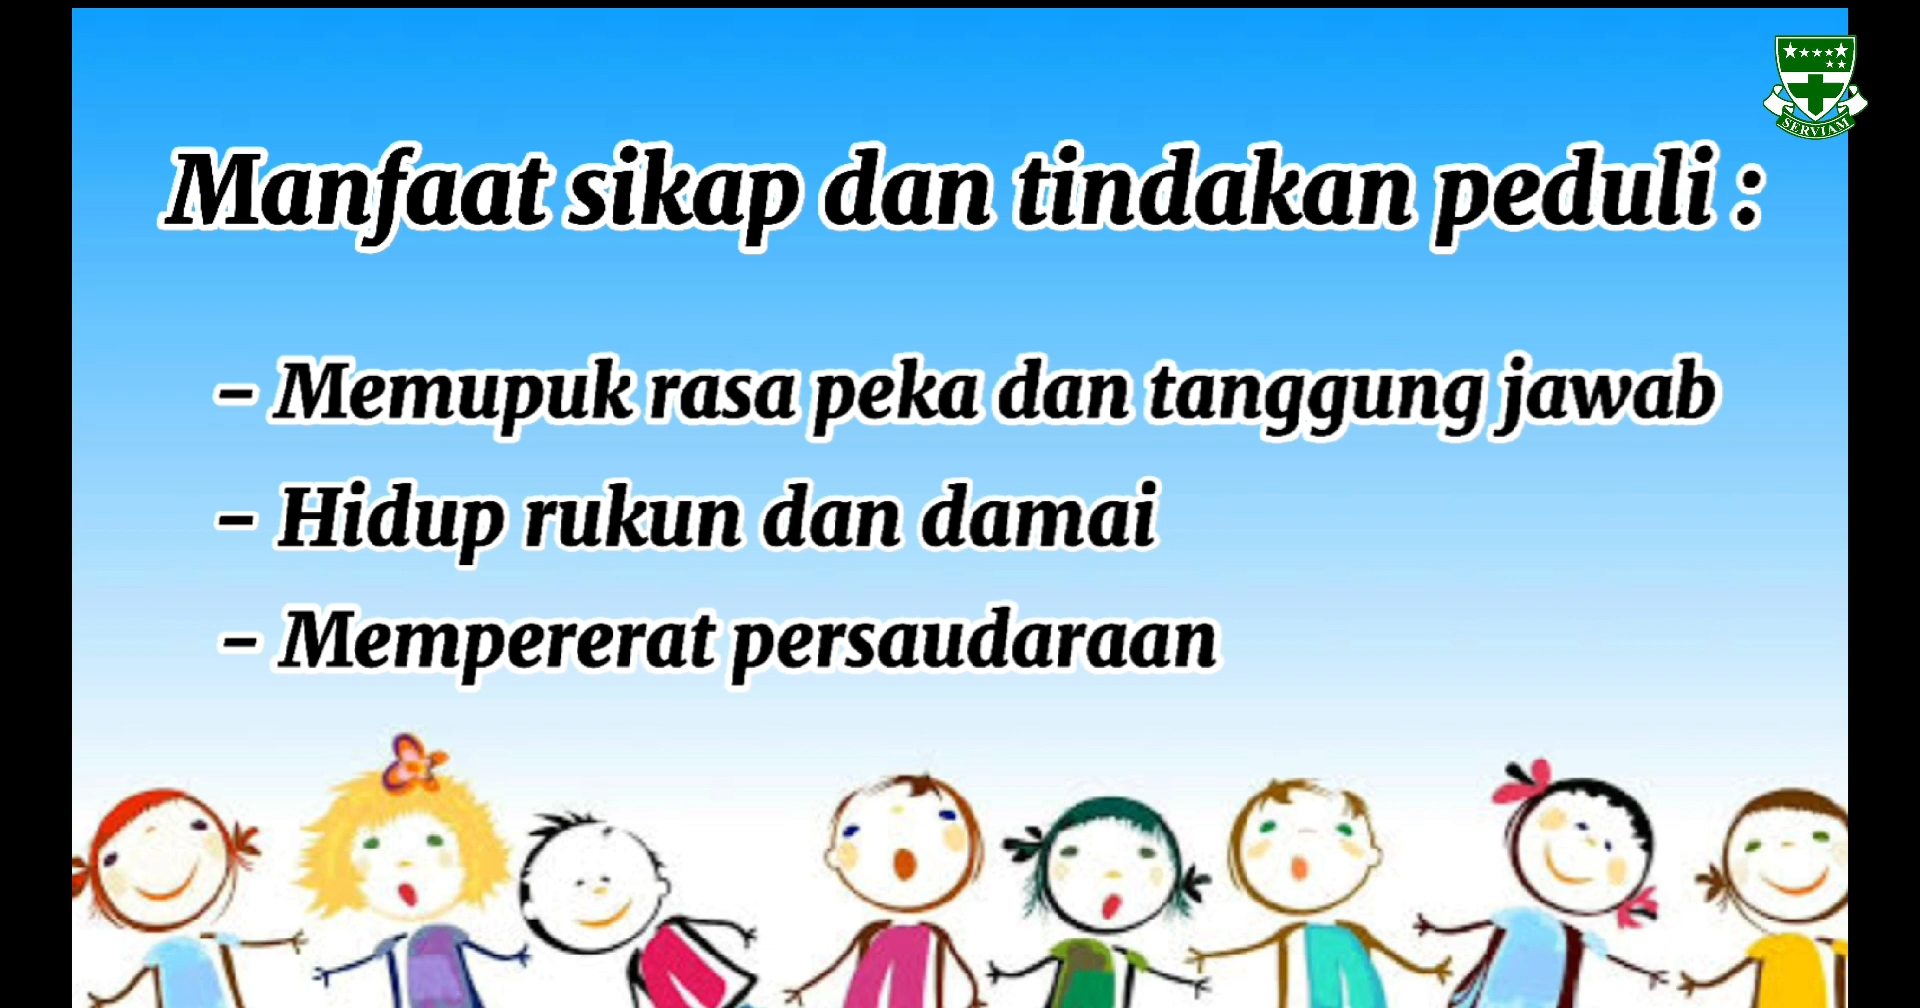 SERVIAM
Manfaat sikap dan tindakan peduli :
- Memupuk rasa peka dan tanggung jawab
- Hidup rukun dan damai
- Mempererat persaudaraan